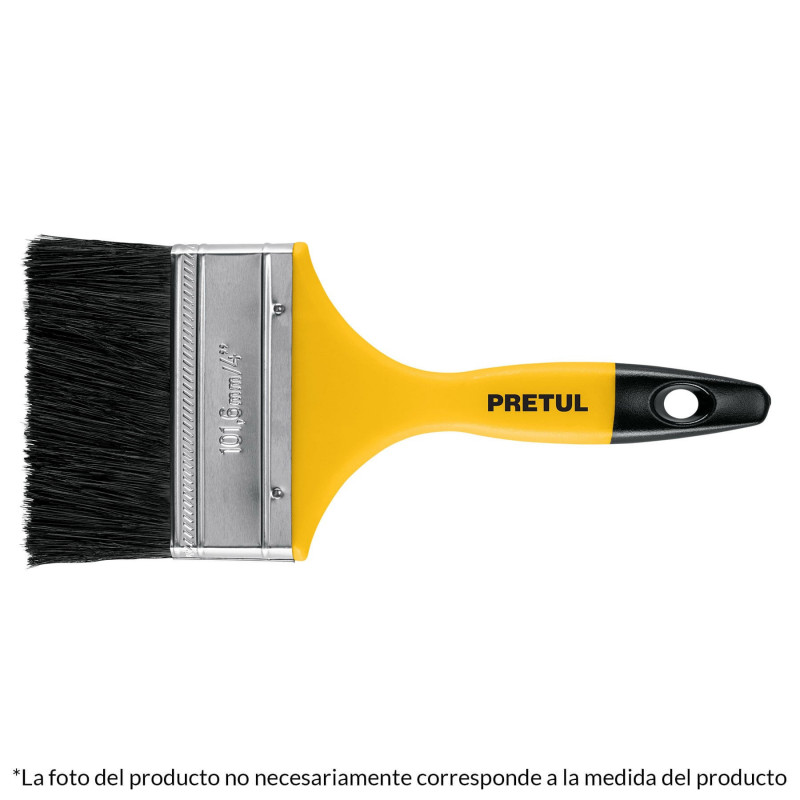 101,6mm/4”
PRETUL
*La foto del producto no necesariamente corresponde a la medida del producto